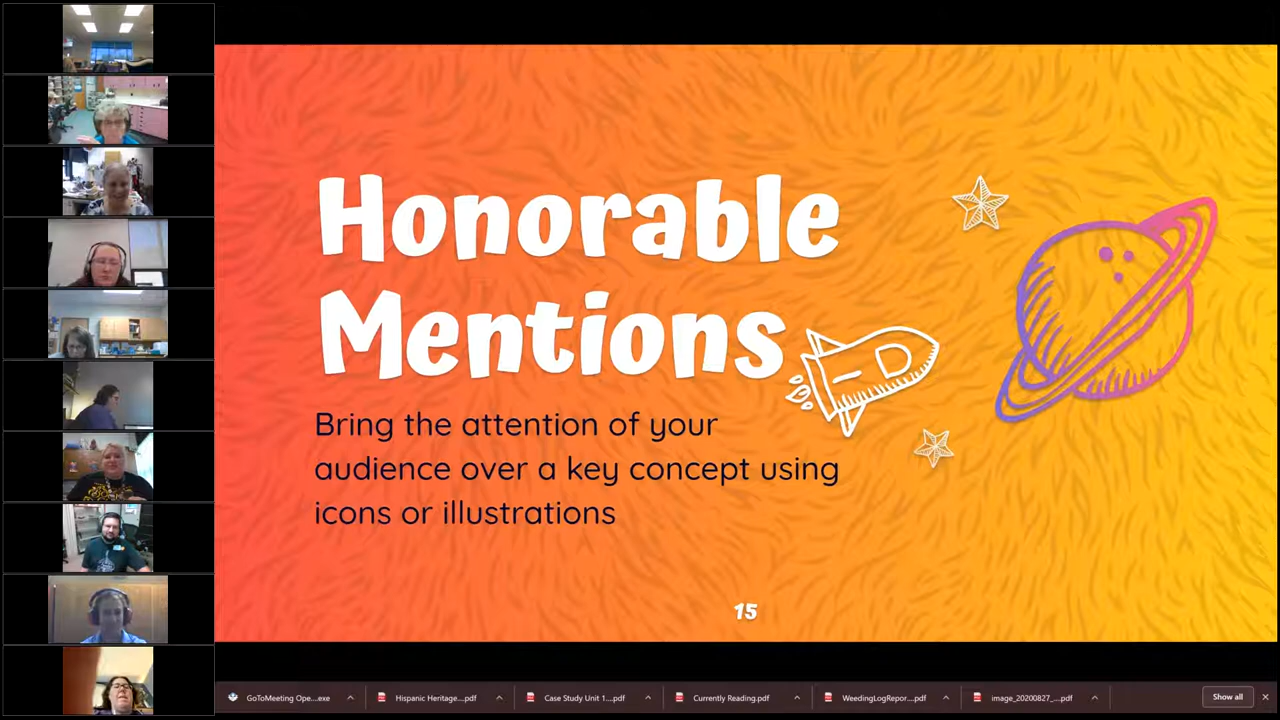 Honorable
Mentions
Bring the attention of your
audience over a key concept using
icons or illustrations
15
GoToMeeting Ope....exe
Hispanic Heritage....pdf
Case Study Unit 1....pdf
Currently Reading.pdf
WeedingLogRepor....pdf
image_20200827_....pdf
Show all